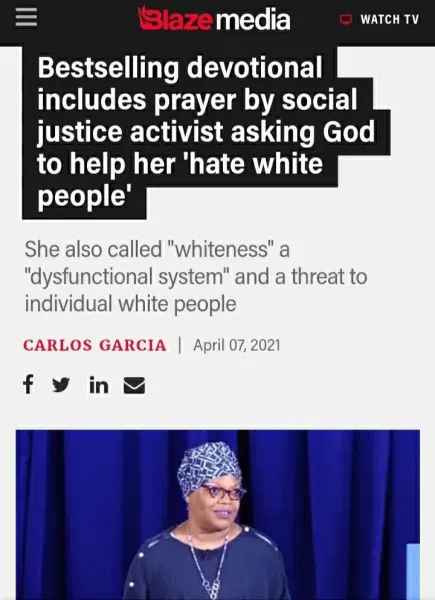 Blaze media
WATCH TV
Bestselling devotional
includes prayer by social
justice activist asking God
to help her 'hate white
people'
She also called "whiteness" a
"dysfunctional system" and a threat to
individual white people
CARLOS GARCIA | April 07, 2021